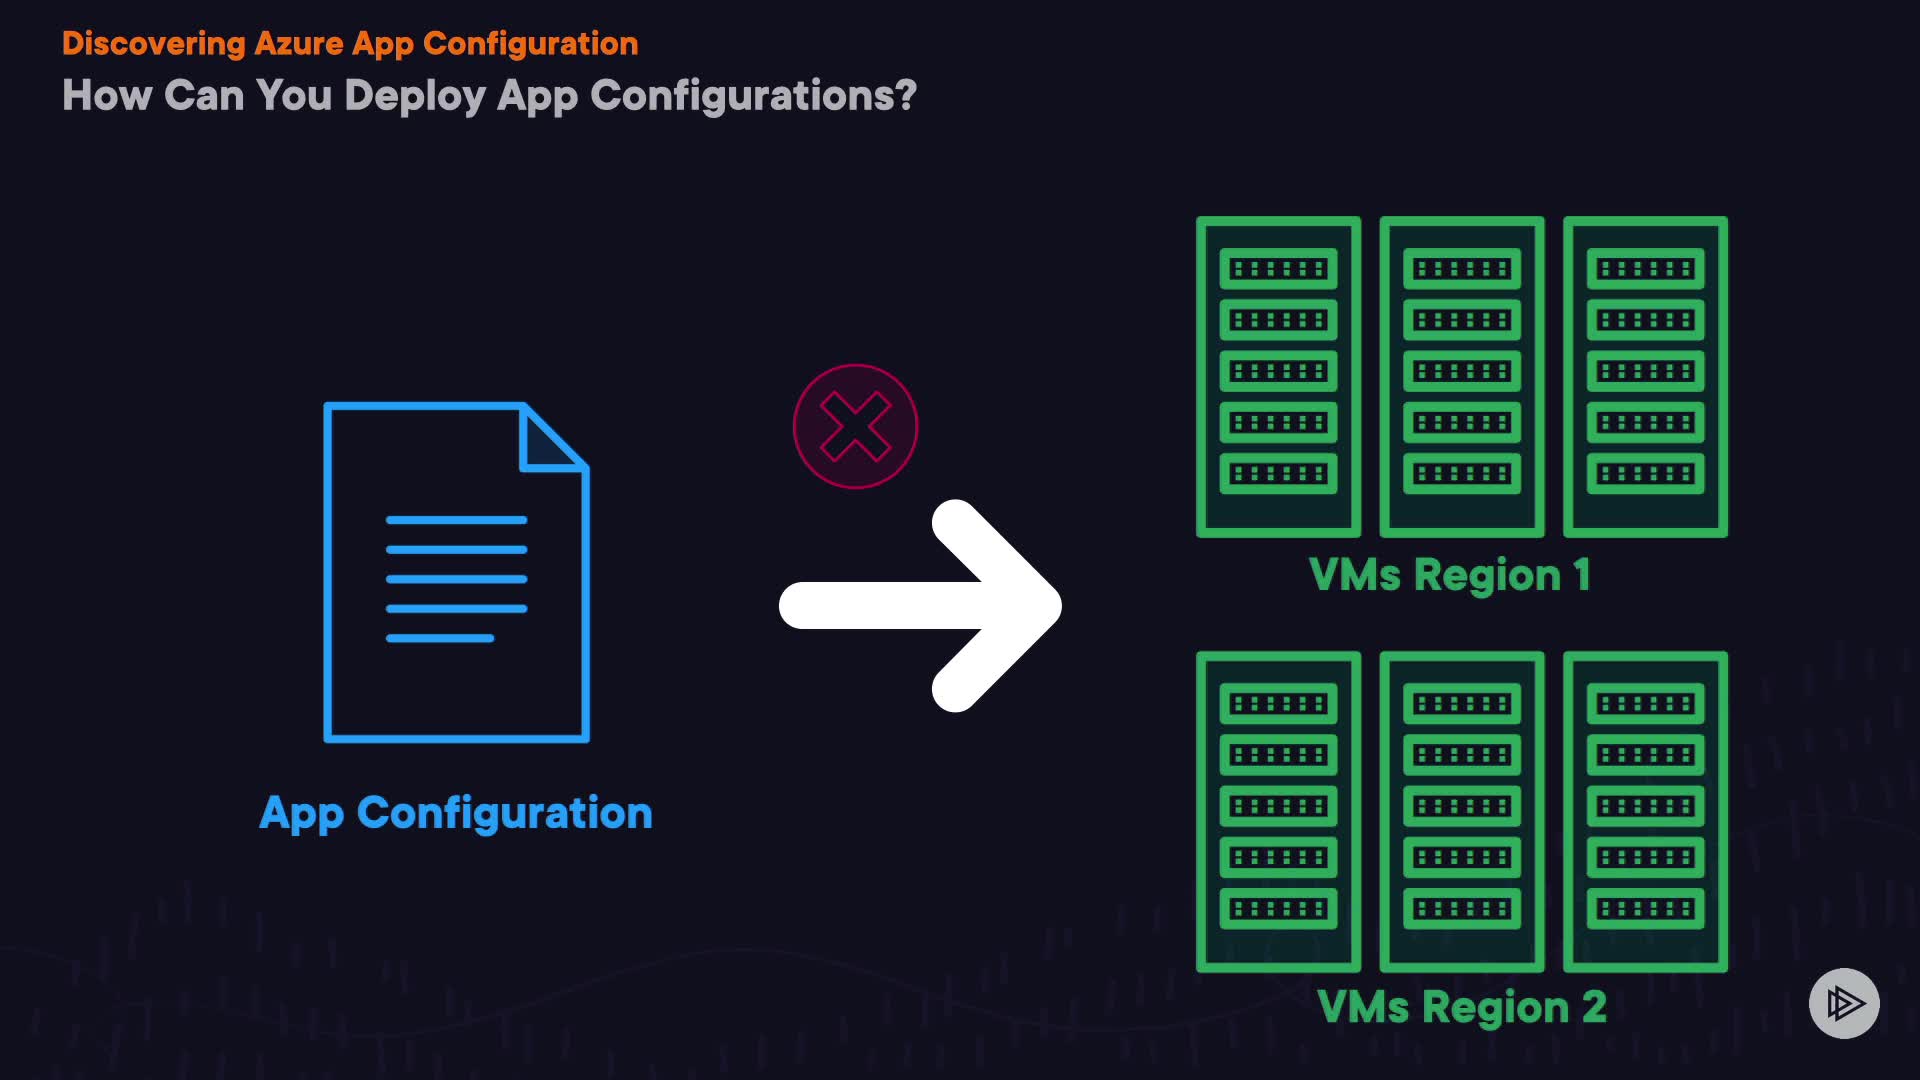 Discovering Azure App Configuration
How Can You Deploy App Configurations?
VMs Region 1
App Configuration
VMs Region 2